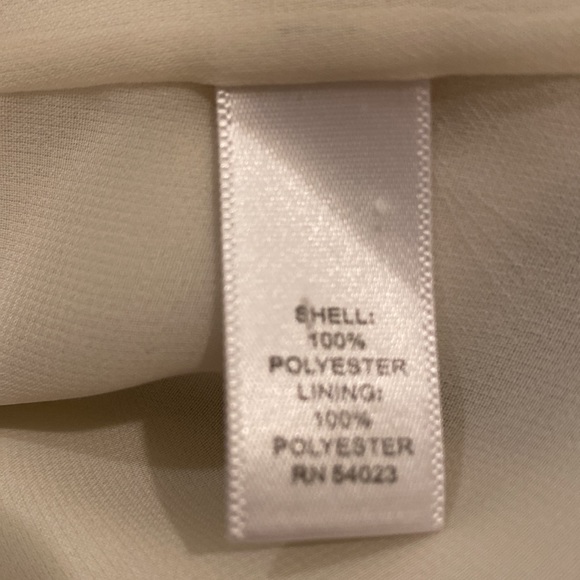 SHELL:
100%
POLYESTER
LINING:
100%
POLYESTER
RN 54023